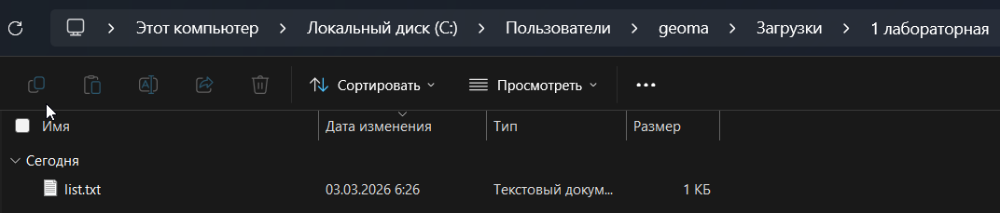 Этот компьютер > Локальный диск (C:) > Пользователи > geoma > Загрузки > 1 лабораторная
Сортировать Просмотреть •••
Имя Дата изменения Тип Размер
Сегодня
list.txt 03.03.2026 6:26 Текстовый докум... 1 КБ